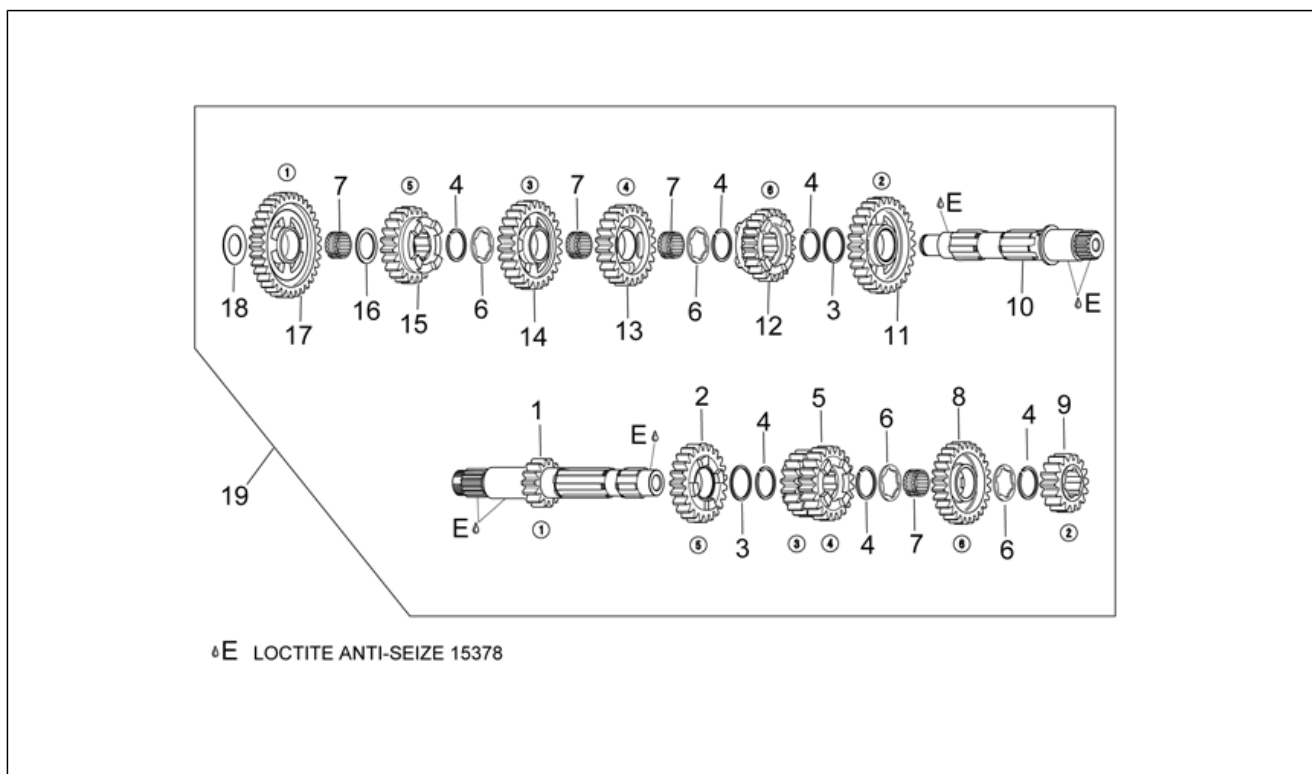 ① ⑤ ③ ④ ⑥ ②
7 4 7 7 4 4 E
18 17 16 15 6 14 13 6 12 3 11 10 E
1 E 2 4 5 6 8 4 9
19 E ① ⑤ 3 ③ ④ 4 7 ⑥ 6 ②
E LOCTITE ANTI-SEIZE 15378